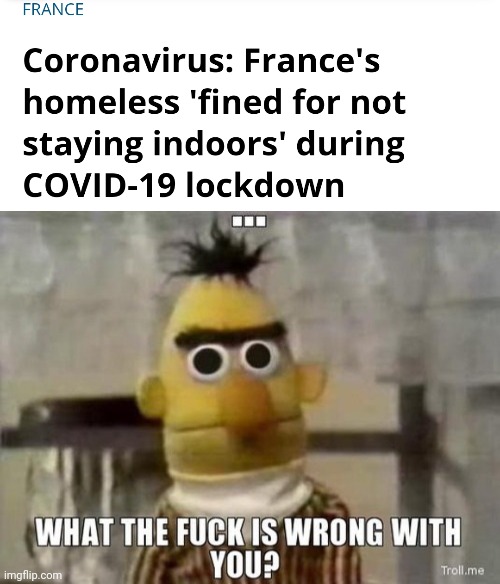 FRANCE
Coronavirus: France's
homeless 'fined for not
staying indoors' during
COVID-19 lockdown
...
WHAT THE FUCK IS WRONG WITH
YOU?
imgflip.com
Troll.me